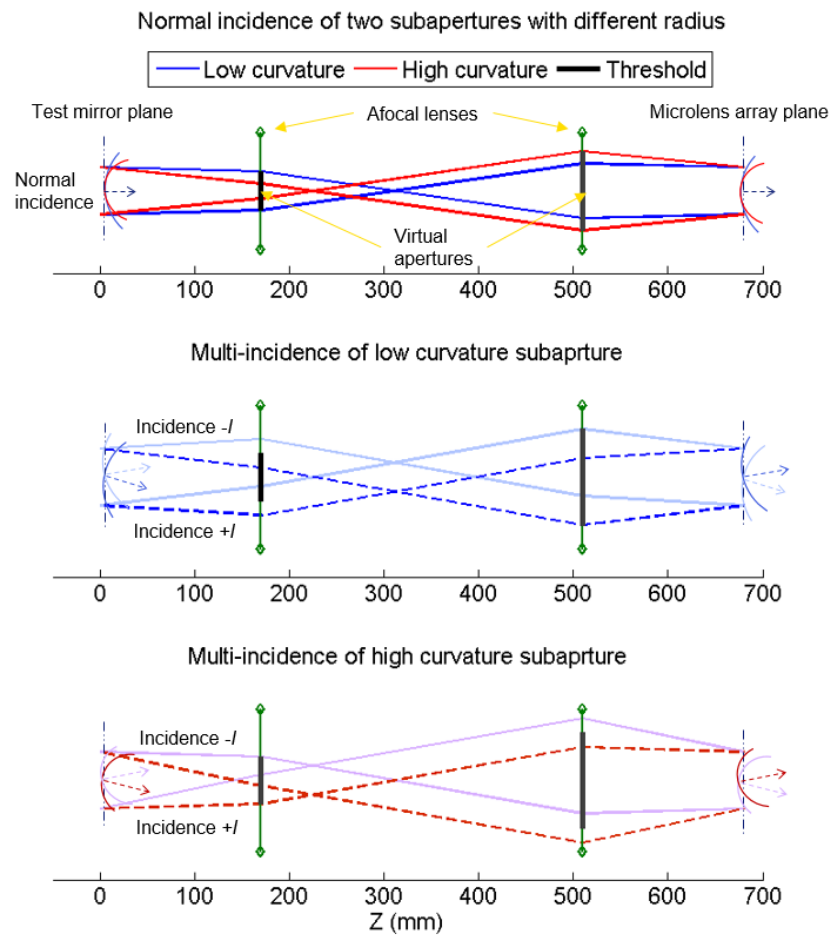 Normal incidence of two subapertures with different radius
Low curvature High curvature Threshold
Test mirror plane Afocal lenses Microlens array plane
Normal
incidence
Virtual
apertures
0 100 200 300 400 500 600 700
Multi-incidence of low curvature subaprture
Incidence -I
Incidence +I
0 100 200 300 400 500 600 700
Multi-incidence of high curvature subaprture
Incidence -I
Incidence +I
0 100 200 300 400 500 600 700
Z (mm)